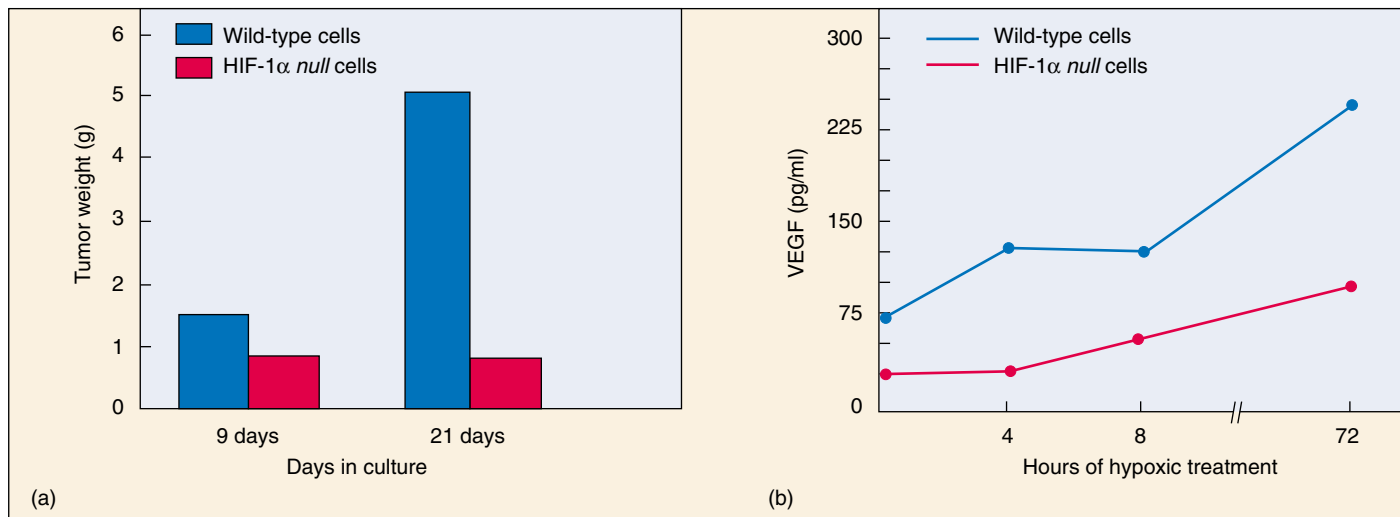 6
5
4
3
2
1
0
Tumor weight (g)
Wild-type cells
HIF-1α null cells
9 days
21 days
Days in culture
(a)
300
225
150
75
0
VEGF (pg/ml)
Wild-type cells
HIF-1α null cells
4
8
72
Hours of hypoxic treatment
(b)